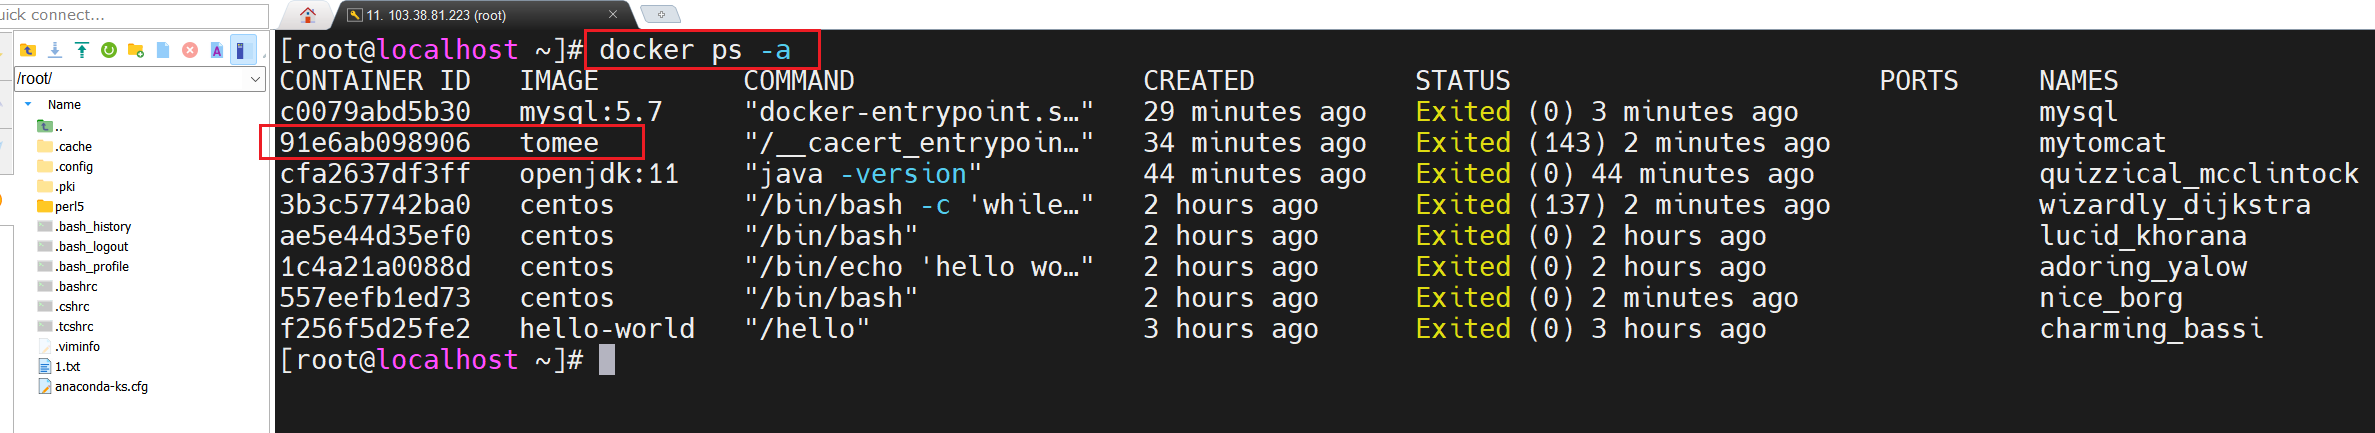 uick connect...
11. 103.38.81.223 (root)
/root/
Name
..
.cache
.config
.pki
perl5
.bash_history
.bash_logout
.bash_profile
.bashrc
.cshrc
.tcshrc
.viminfo
1.txt
anaconda-ks.cfg
[root@localhost ~]# docker ps -a
CONTAINER ID IMAGE COMMAND CREATED STATUS PORTS NAMES
c0079abd5b30 mysql:5.7 "docker-entrypoint.s…" 29 minutes ago Exited (0) 3 minutes ago mysql
91e6ab098906 tomee "/__cacert_entrypoin…" 34 minutes ago Exited (143) 2 minutes ago mytomcat
cfa2637df3ff openjdk:11 "java -version" 44 minutes ago Exited (0) 44 minutes ago quizzical_mcclintock
3b3c57742ba0 centos "/bin/bash -c 'while…" 2 hours ago Exited (137) 2 minutes ago wizardly_dijkstra
ae5e44d35ef0 centos "/bin/bash" 2 hours ago Exited (0) 2 hours ago lucid_khorana
1c4a21a0088d centos "/bin/echo 'hello wo…" 2 hours ago Exited (0) 2 hours ago adoring_yalow
557eefb1ed73 centos "/bin/bash" 2 hours ago Exited (0) 2 minutes ago nice_borg
f256f5d25fe2 hello-world "/hello" 3 hours ago Exited (0) 3 hours ago charming_bassi
[root@localhost ~]#